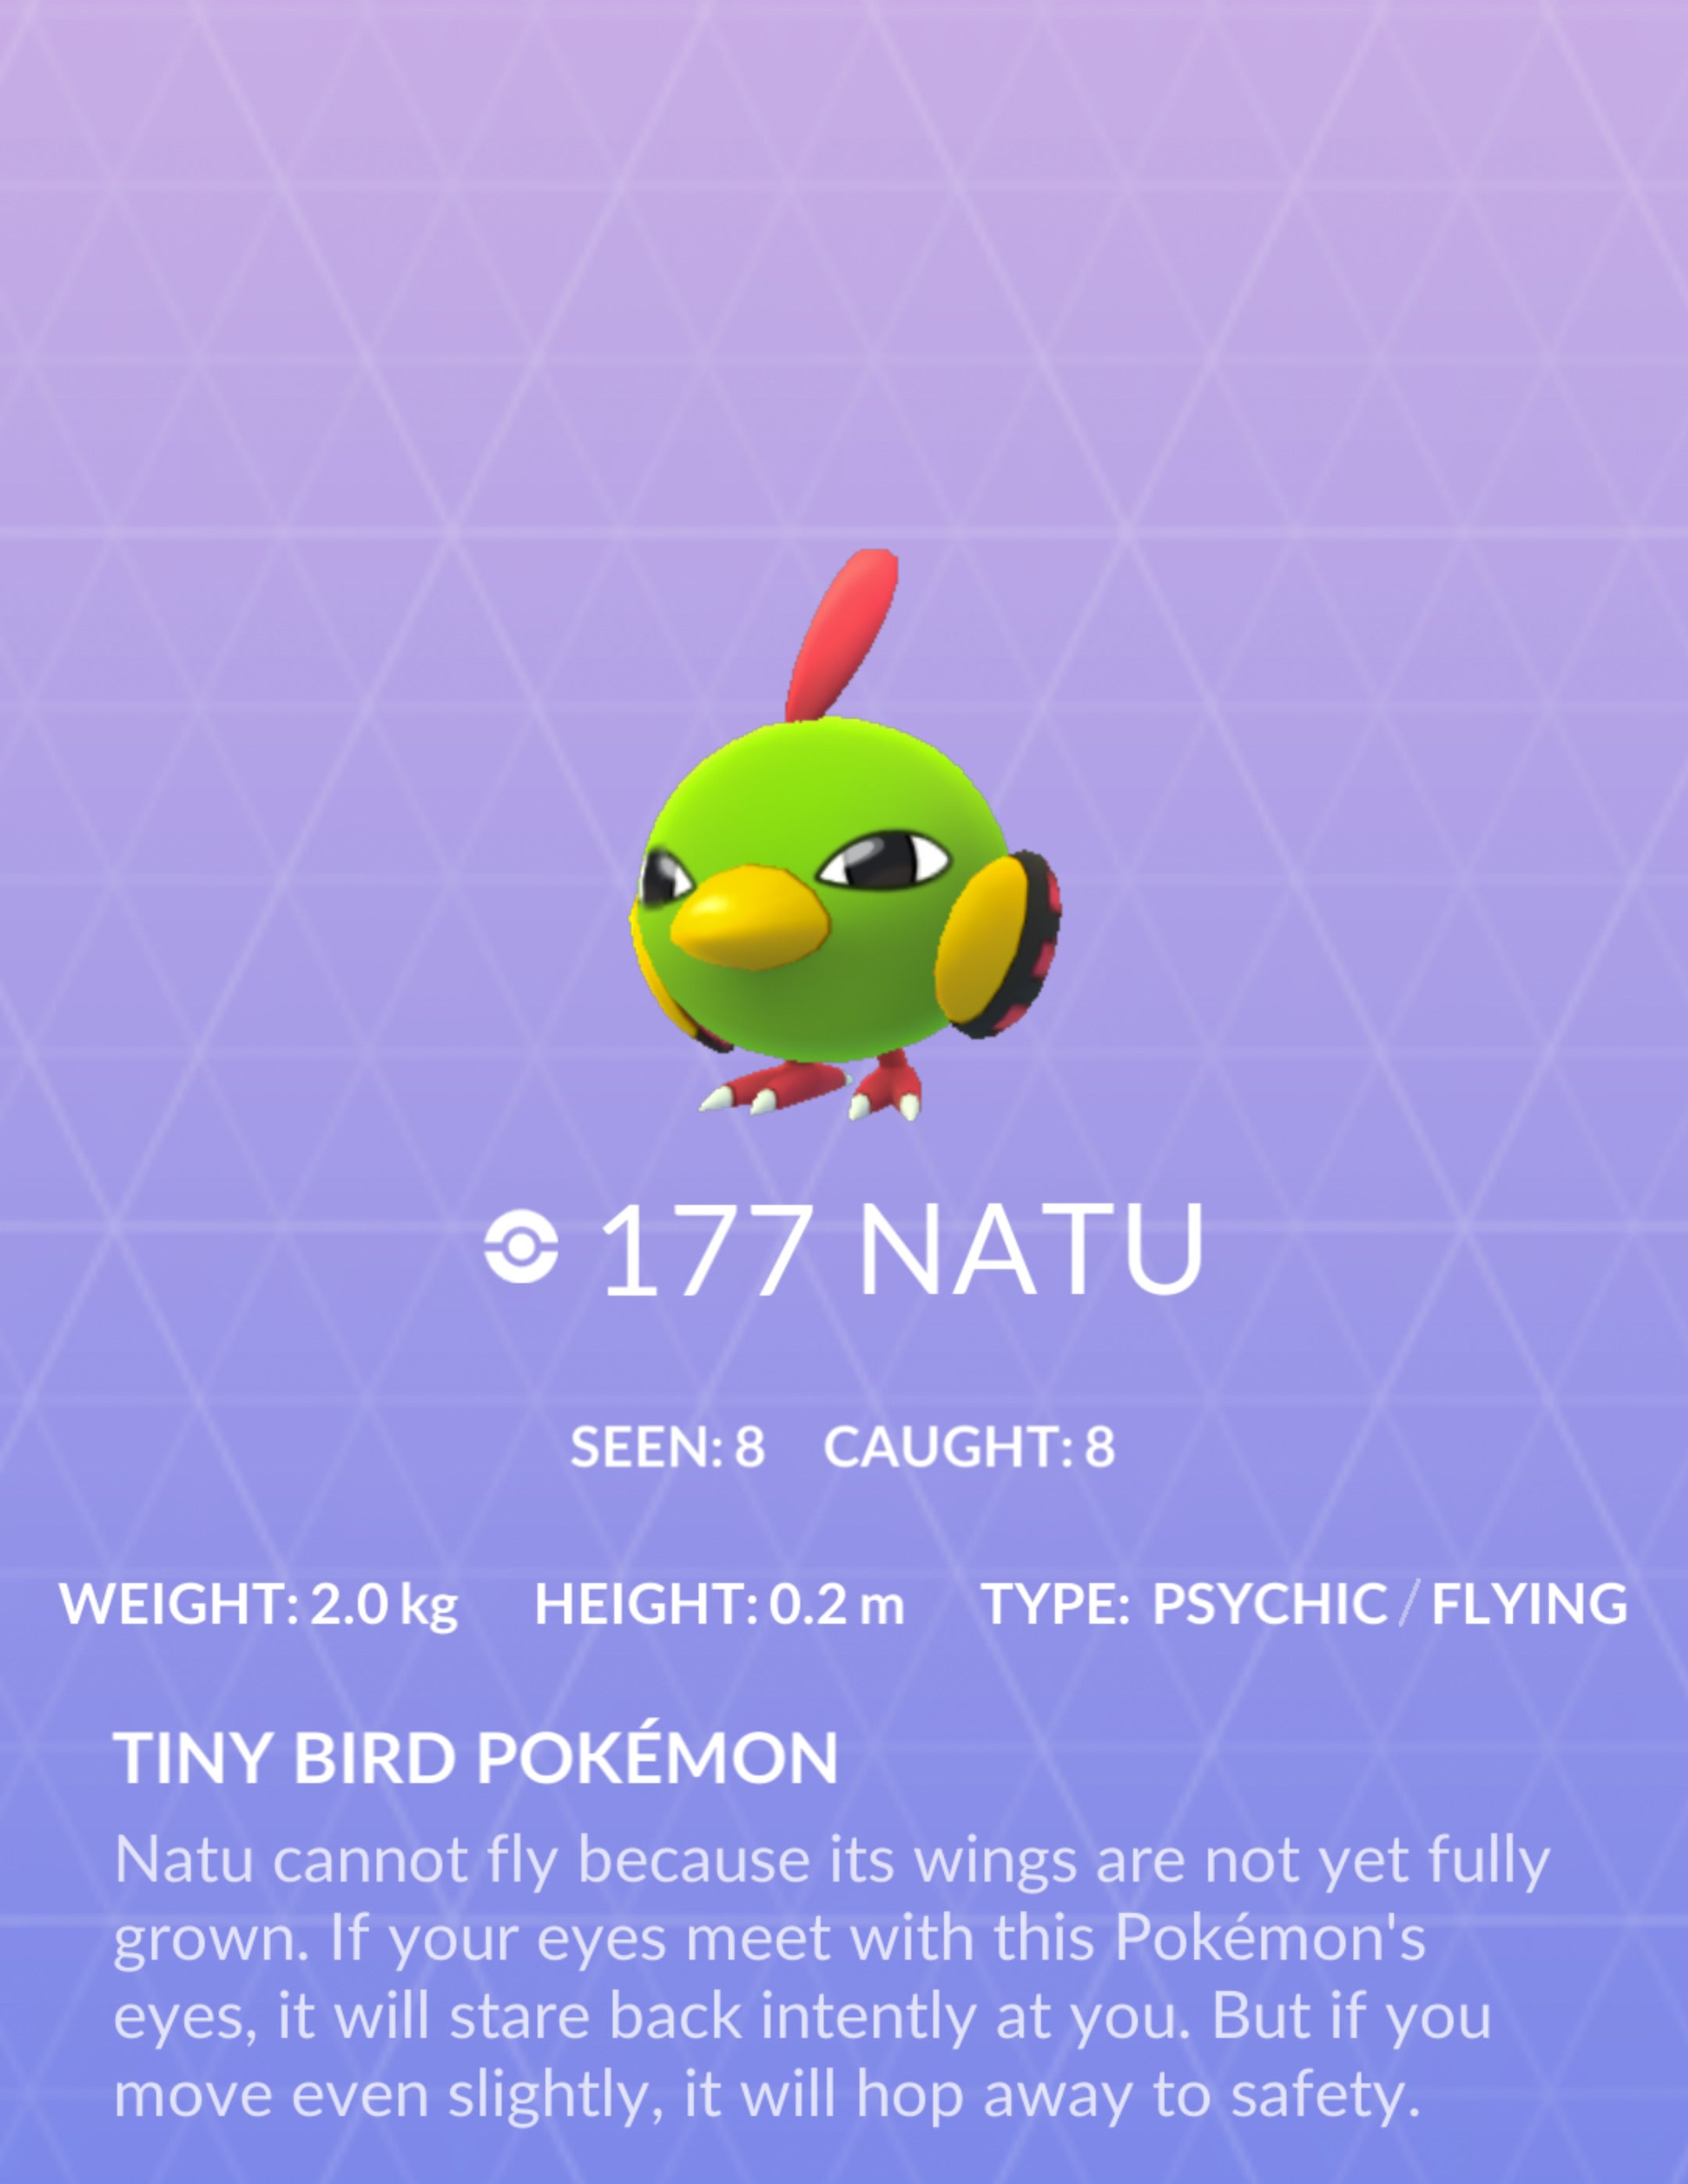 177 NATU
SEEN: 8 CAUGHT: 8
WEIGHT: 2.0 kg HEIGHT: 0.2 m TYPE: PSYCHIC / FLYING
TINY BIRD POKÉMON
Natu cannot fly because its wings are not yet fully
grown. If your eyes meet with this Pokémon's
eyes, it will stare back intently at you. But if you
move even slightly, it will hop away to safety.